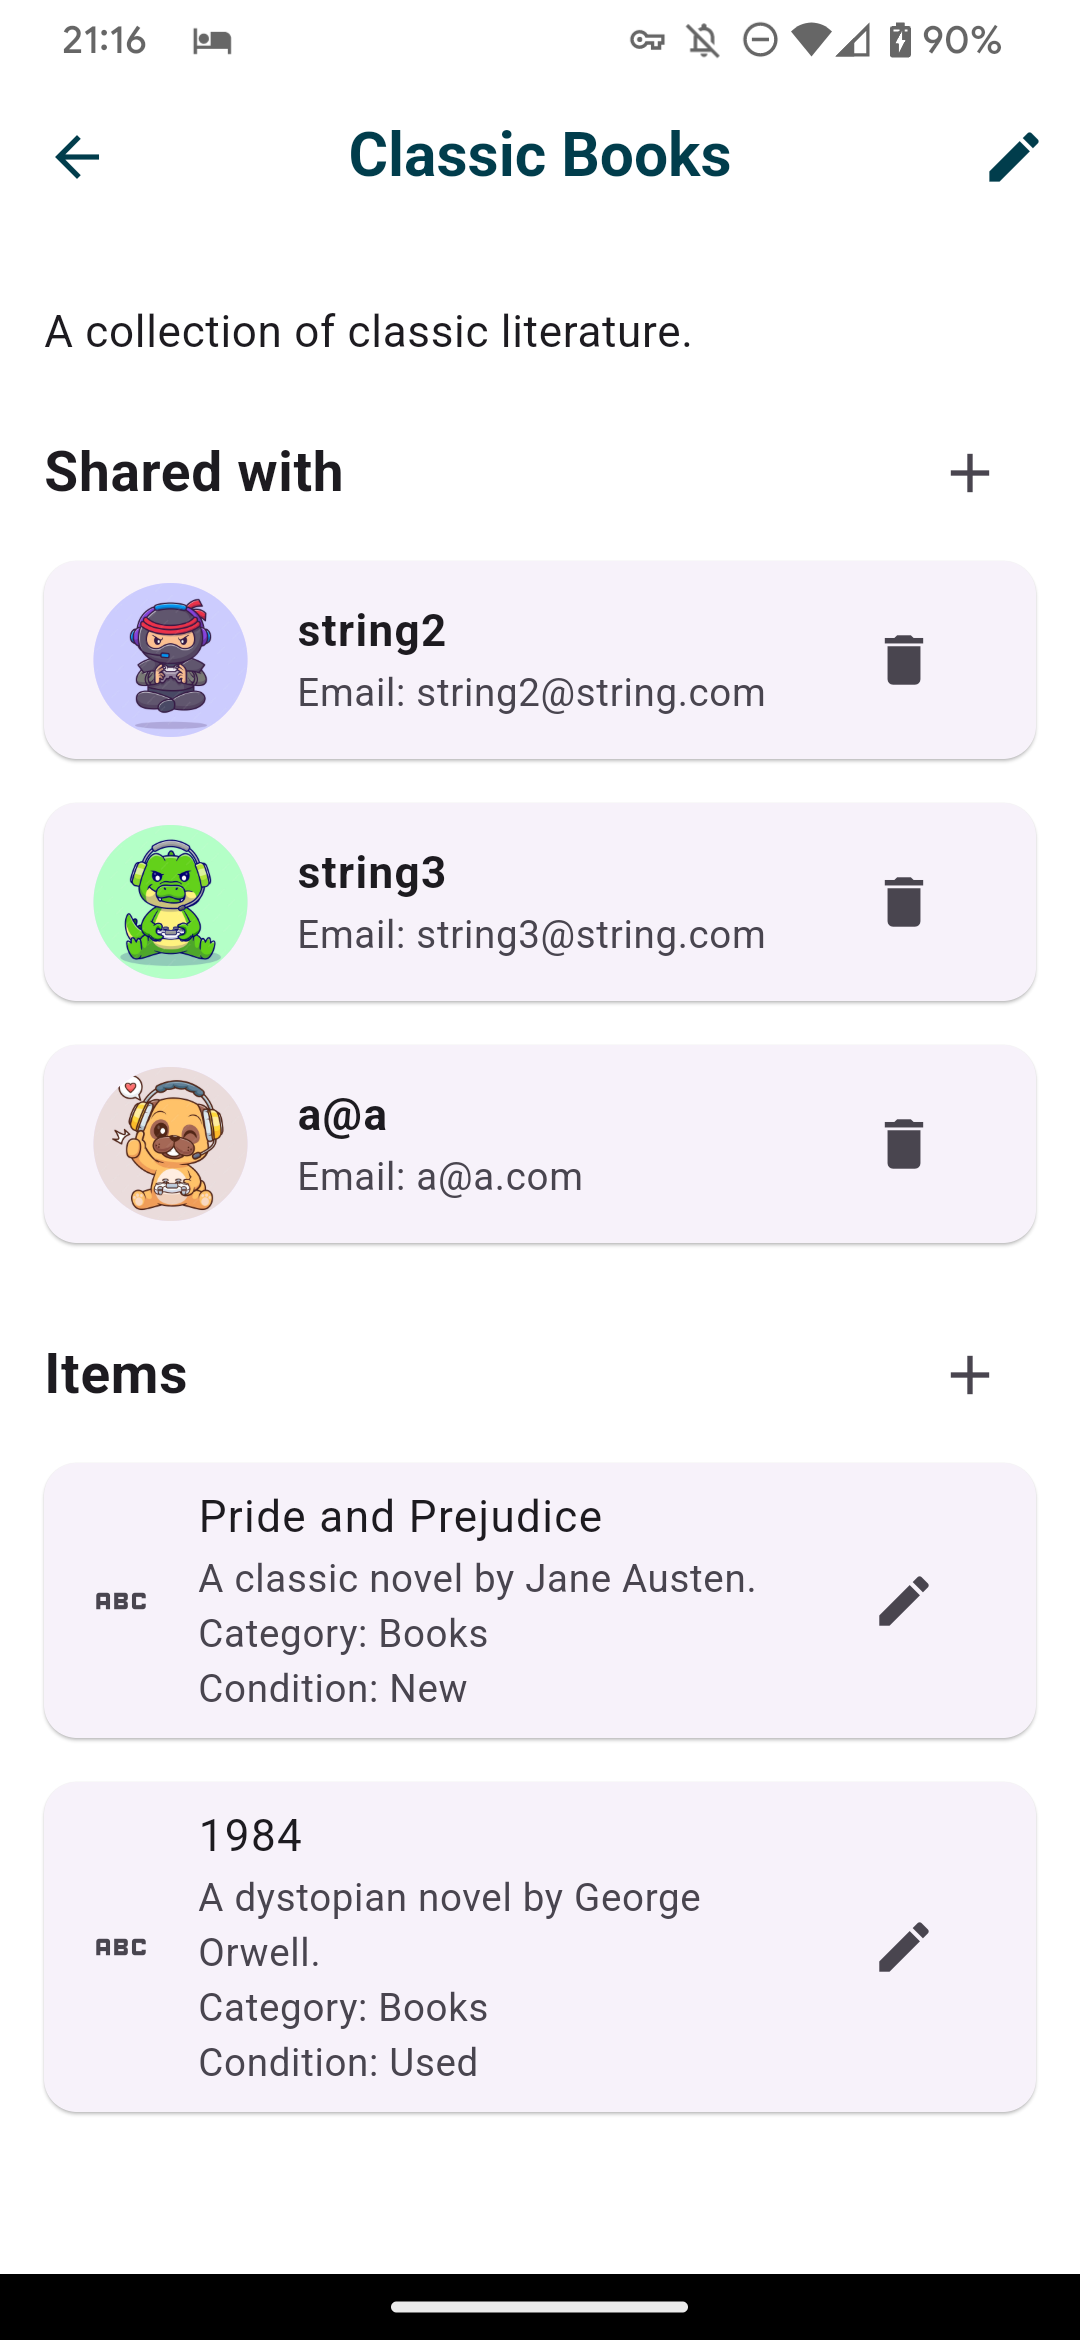 21:16
90%
Classic Books
A collection of classic literature.
Shared with
string2
Email: string2@string.com
string3
Email: string3@string.com
a@a
Email: a@a.com
Items
Pride and Prejudice
A classic novel by Jane Austen.
ABC
Category: Books
Condition: New
1984
A dystopian novel by George
Orwell.
ABC
Category: Books
Condition: Used